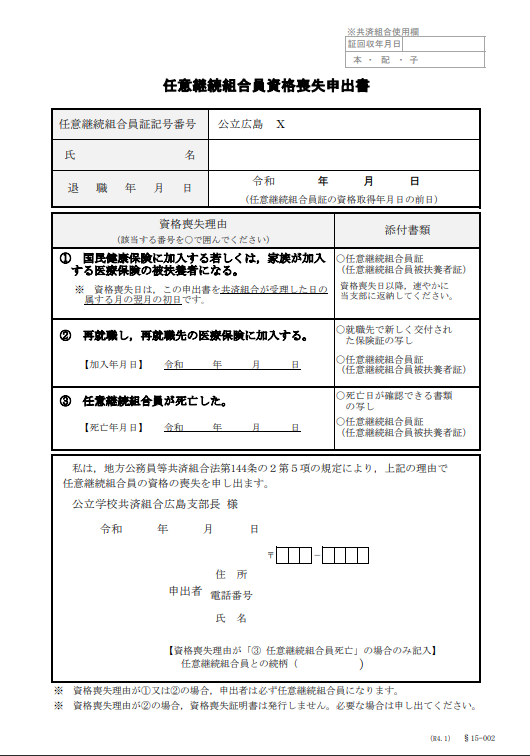 ※共済組合使用欄
証回収年月日
本 ・ 配 ・ 子
任意継続組合員資格喪失申出書
任意継続組合員証記号番号 公立広島 X
氏 名
退 職 年 月 日 令和 年 月 日
（任意継続組合員証の資格取得年月日の前日）
資格喪失理由
（該当する番号を○で囲んでください）
添付書類
① 国民健康保険に加入する若しくは，家族が加入
する医療保険の被扶養者になる。
※ 資格喪失日は，この申出書を共済組合が受理した日の
属する月の翌月の初日です。
○任意継続組合員証
（任意継続組合員被扶養者証）
資格喪失日以降，速やかに
当支部に返納してください。
② 再就職し，再就職先の医療保険に加入する。
【加入年月日】 令和 年 月 日
○就職先で新しく交付され
た保険証の写し
○任意継続組合員証
（任意継続組合員被扶養者証）
③ 任意継続組合員が死亡した。
【死亡年月日】 令和 年 月 日
○死亡日が確認できる書類
の写し
○任意継続組合員証
（任意継続組合員被扶養者証）
私は，地方公務員等共済組合法第144条の２第５項の規定により，上記の理由で
任意継続組合員の資格の喪失を申し出ます。
公立学校共済組合広島支部長 様
令和 年 月 日
〒 －
住 所
申出者 電話番号
氏 名
【資格喪失理由が「③ 任意継続組合員死亡」の場合のみ記入】
任意継続組合員との続柄（ ）
※ 資格喪失理由が①又は②の場合，申出者は必ず任意継続組合員になります。
※ 資格喪失理由が②の場合，資格喪失証明書は発行しません。必要な場合は申し出てください。
(R4.1) §15-002